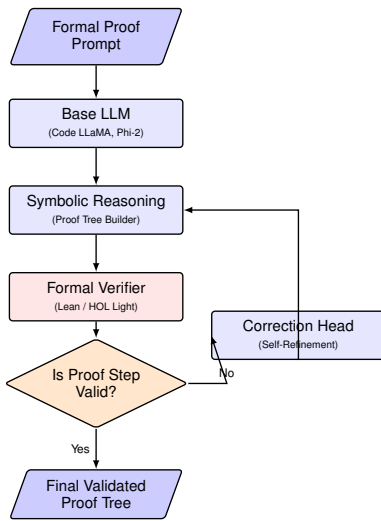 Formal Proof
Prompt
Base LLM
(Code LLaMA, Phi-2)
Symbolic Reasoning
(Proof Tree Builder)
Formal Verifier
(Lean / HOL Light)
Correction Head
(Self-Refinement)
Is Proof Step
Valid?
No
Yes
Final Validated
Proof Tree